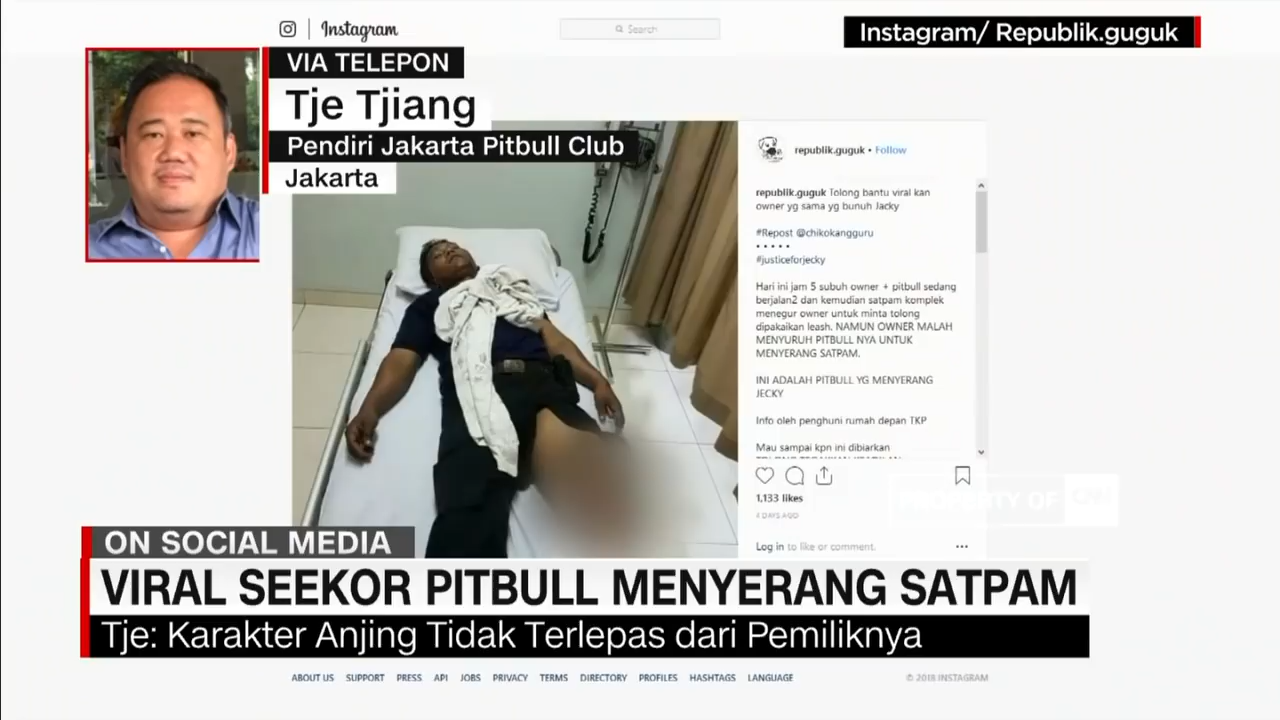 Instagram
Search
Instagram/ Republik.guguk
VIA TELEPON
Tje Tjiang
Pendiri Jakarta Pitbull Club
Jakarta
republik.guguk • Follow
republik.guguk Tolong bantu viral kan
owner yg sama yg bunuh Jacky
#Repost @chikokangguru
• • • • •
#justiceforjecky
Hari ini jam 5 subuh owner + pitbull sedang
berjalan2 dan kemudian satpam komplek
menegur owner untuk minta tolong
dipakaikan leash. NAMUN OWNER MALAH
MENYURUH PITBULL NYA UNTUK
MENYERANG SATPAM.
INI ADALAH PITBULL YG MENYERANG
JECKY
Info oleh penghuni rumah depan TKP
Mau sampai kpn ini dibiarkan
1,133 likes
4 DAYS AGO
Log in to like or comment.
PROPERTY OF
ON SOCIAL MEDIA
VIRAL SEEKOR PITBULL MENYERANG SATPAM
Tje: Karakter Anjing Tidak Terlepas dari Pemiliknya
ABOUT US SUPPORT PRESS API JOBS PRIVACY TERMS DIRECTORY PROFILES HASHTAGS LANGUAGE
© 2018 INSTAGRAM